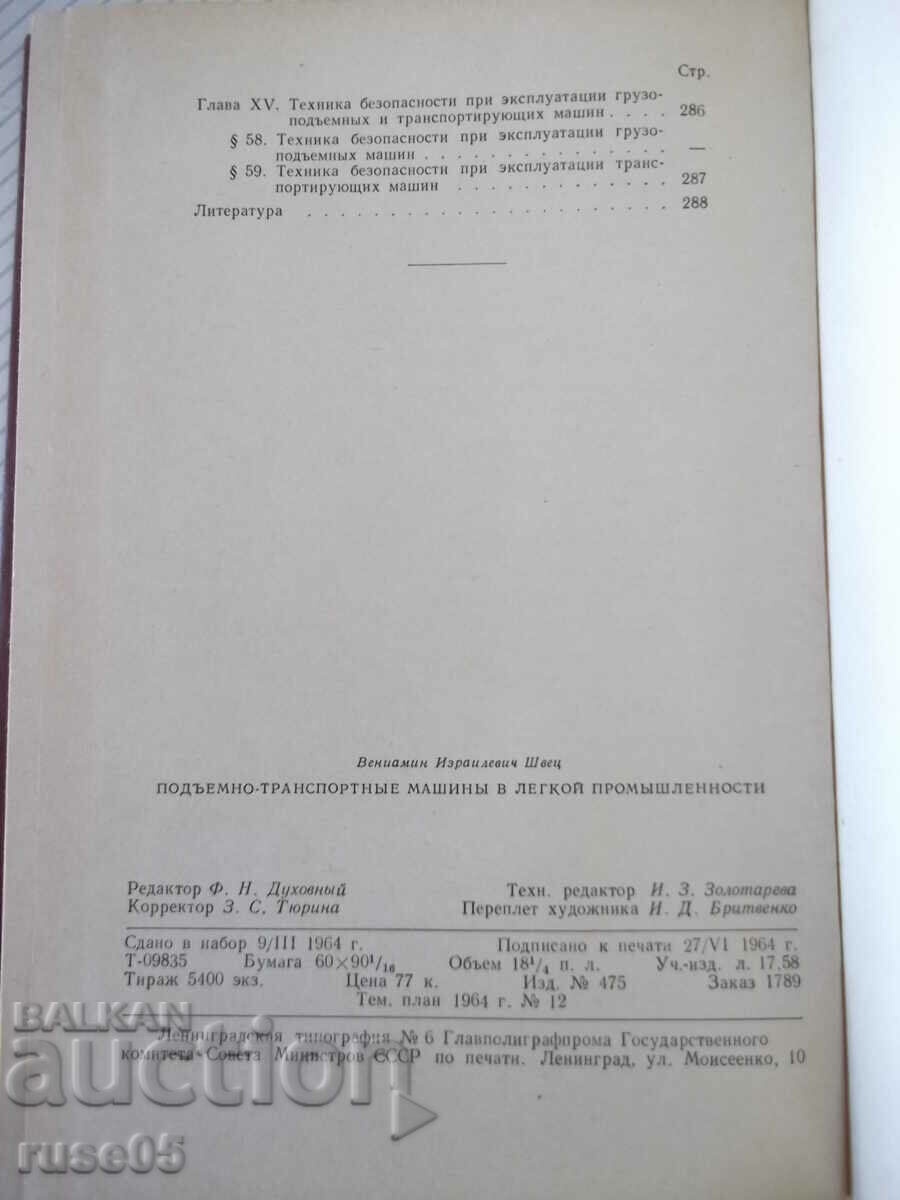 Стр.
Глава XV. Техника безопасности при эксплуатации грузо-
подъемных и транспортирующих машин . . . . 286
§ 58. Техника безопасности при эксплуатации грузо-
подъемных машин . . . . . . . . . . . . . . . —
§ 59. Техника безопасности при эксплуатации транс-
портирующих машин . . . . . . . . . . . . . 287
Литература . . . . . . . . . . . . . . . . . . . . . . 288
Вениамин Израилевич Швец
ПОДЪЕМНО-ТРАНСПОРТНЫЕ МАШИНЫ В ЛЕГКОЙ ПРОМЫШЛЕННОСТИ
Редактор Ф. Н. Духовный Техн. редактор И. З. Золотарева
Корректор З. С. Тюрина Переплет художника И. Д. Бритвенко
Сдано в набор 9/III 1964 г. Подписано к печати 27/VI 1964 г.
Т-09835 Бумага 60×90¹/₁₆ Объем 18¹/₄ п. л. Уч.-изд. л. 17,58
Тираж 5400 экз. Цена 77 к. Изд. № 475 Заказ 1789
Тем. план 1964 г. № 12
Ленинградская типография № 6 Главполиграфпрома Государственного
комитета Совета Министров СССР по печати. Ленинград, ул. Моисеенко, 10
BALKAN
auction
ruse05